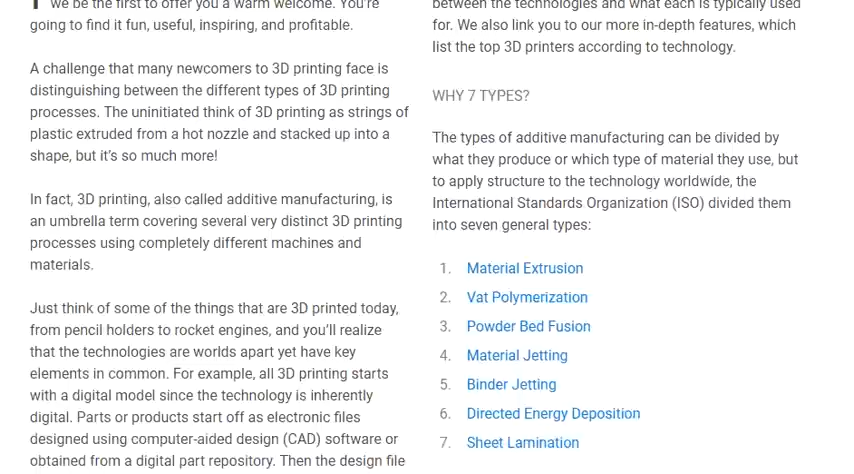 we be the first to offer you a warm welcome. You're
going to find it fun, useful, inspiring, and profitable.
A challenge that many newcomers to 3D printing face is
distinguishing between the different types of 3D printing
processes. The uninitiated think of 3D printing as strings of
plastic extruded from a hot nozzle and stacked up into a
shape, but it's so much more!
In fact, 3D printing, also called additive manufacturing, is
an umbrella term covering several very distinct 3D printing
processes using completely different machines and
materials.
Just think of some of the things that are 3D printed today,
from pencil holders to rocket engines, and you'll realize
that the technologies are worlds apart yet have key
elements in common. For example, all 3D printing starts
with a digital model since the technology is inherently
digital. Parts or products start off as electronic files
designed using computer-aided design (CAD) software or
obtained from a digital part repository. Then the design file
between the technologies and what each is typically used
for. We also link you to our more in-depth features, which
list the top 3D printers according to technology.
WHY 7 TYPES?
The types of additive manufacturing can be divided by
what they produce or which type of material they use, but
to apply structure to the technology worldwide, the
International Standards Organization (ISO) divided them
into seven general types:
1. Material Extrusion
2. Vat Polymerization
3. Powder Bed Fusion
4. Material Jetting
5. Binder Jetting
6. Directed Energy Deposition
7. Sheet Lamination